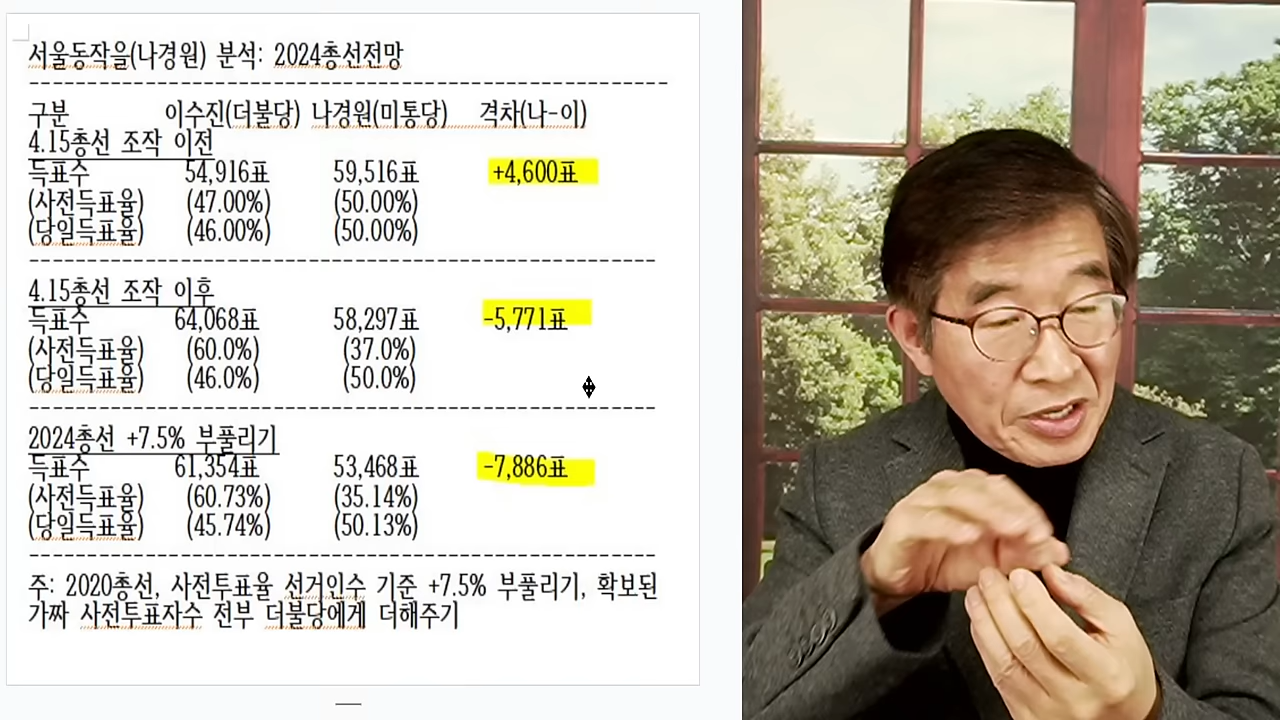 서울동작을(나경원) 분석: 2024총선전망
구분 이수진(더불당) 나경원(미통당) 격차(나-이)
4.15총선 조작 이전
득표수 54,916표 59,516표 +4,600표
(사전득표율) (47.00%) (50.00%)
(당일득표율) (46.00%) (50.00%)
4.15총선 조작 이후
득표수 64,068표 58,297표 -5,771표
(사전득표율) (60.0%) (37.0%)
(당일득표율) (46.0%) (50.0%)
2024총선 +7.5% 부풀리기
득표수 61,354표 53,468표 -7,886표
(사전득표율) (60.73%) (35.14%)
(당일득표율) (45.74%) (50.13%)
주: 2020총선, 사전투표율 선거인수 기준 +7.5% 부풀리기, 확보된
가짜 사전투표자수 전부 더불당에게 더해주기